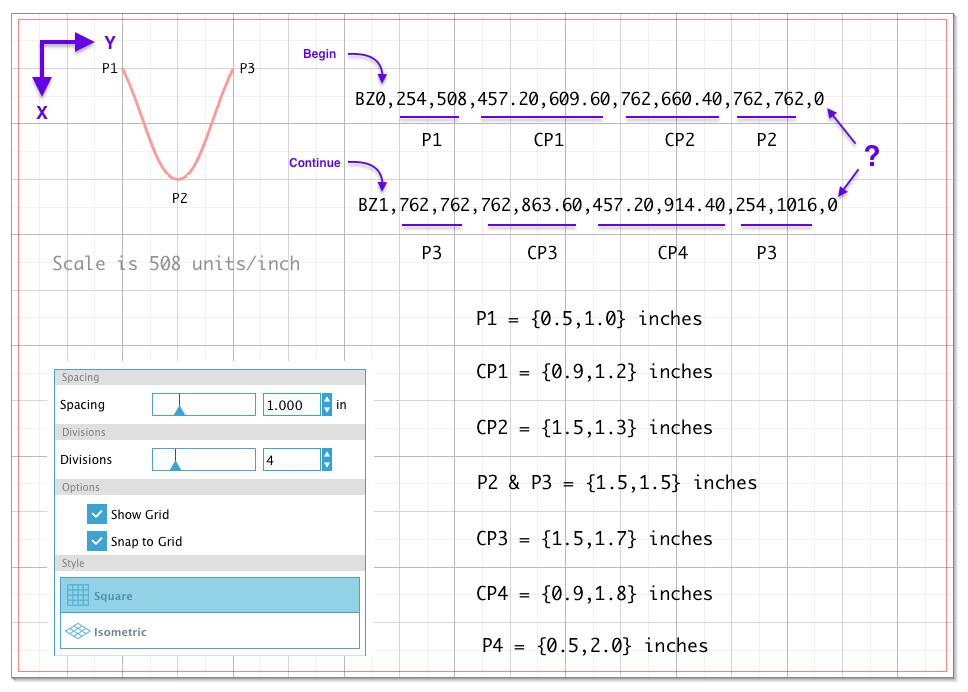 Y
P1
P3
X
P2
Begin
BZ0,254,508,457.20,609.60,762,660.40,762,762,0
P1 CP1 CP2 P2
?
Continue
BZ1,762,762,762,863.60,457.20,914.40,254,1016,0
P3 CP3 CP4 P3
Scale is 508 units/inch
P1 = {0.5,1.0} inches
CP1 = {0.9,1.2} inches
CP2 = {1.5,1.3} inches
P2 & P3 = {1.5,1.5} inches
CP3 = {1.5,1.7} inches
CP4 = {0.9,1.8} inches
P4 = {0.5,2.0} inches
Spacing
Spacing 1.000 in
Divisions
Divisions 4
Options
Show Grid
Snap to Grid
Style
Square
Isometric